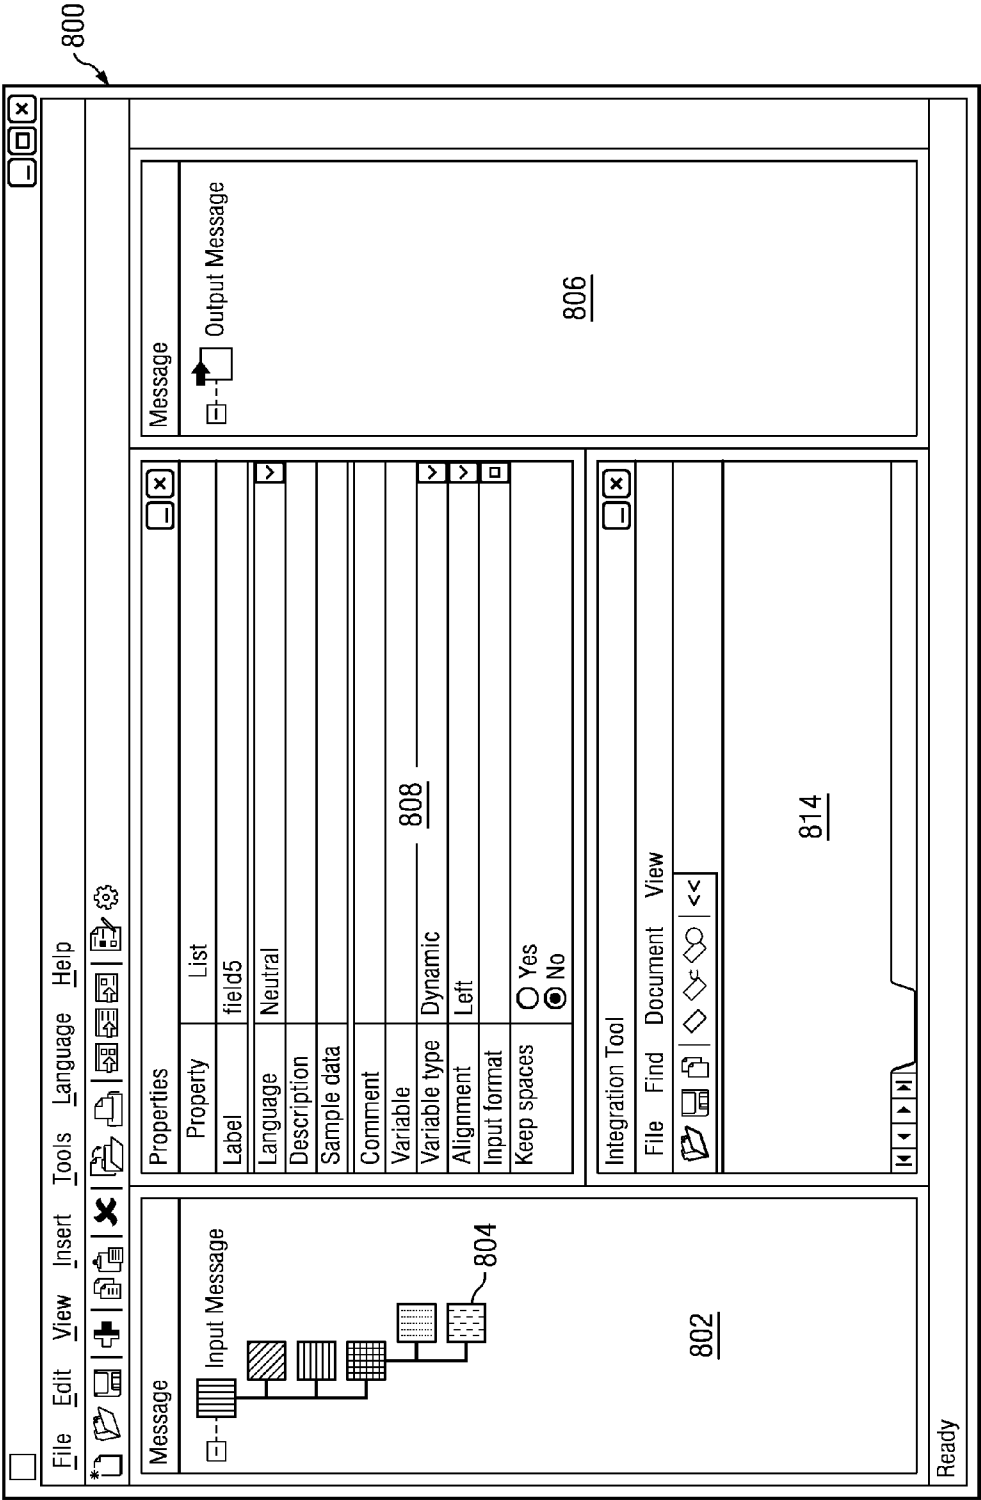 800
File Edit View Insert Tools Language Help
Message
Input Message
804
802
Properties
Property List
Label field5
Language Neutral
Description
Sample data
Comment
Variable
808
Variable type Dynamic
Alignment Left
Input format
Keep spaces Yes
No
Integration Tool
File Find Document View
<<
814
Message
Output Message
806
Ready